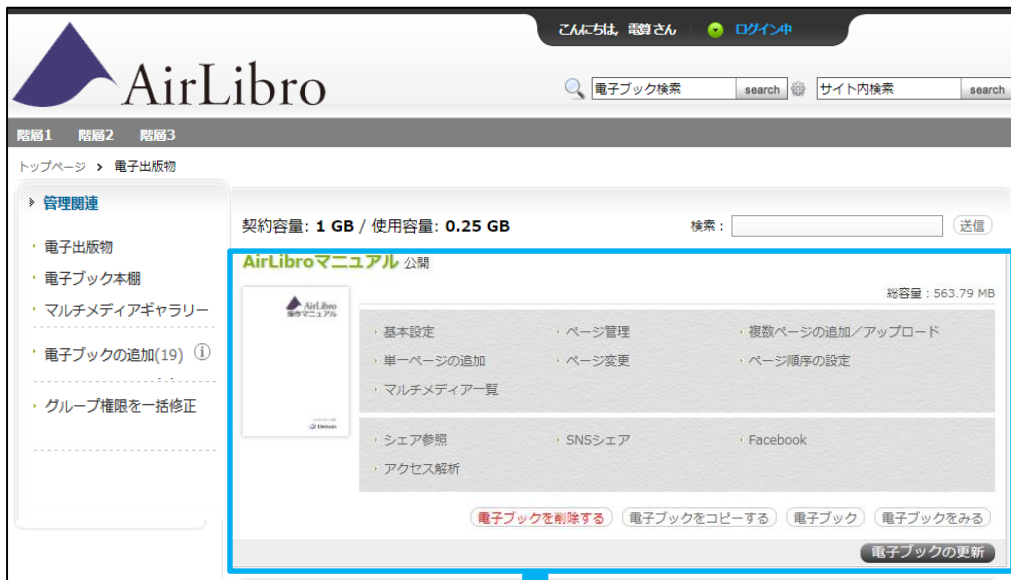 こんにちは, 電算さん ログイン中
AirLibro
電子ブック検索 search サイト内検索 search
階層1 階層2 階層3
トップページ > 電子出版物
管理関連
電子出版物
電子ブック本棚
マルチメディアギャラリー
電子ブックの追加(19)
グループ権限を一括修正
契約容量: 1 GB / 使用容量: 0.25 GB
検索: 送信
AirLibroマニュアル 公開
AirLibro
操作マニュアル
総容量:563.79 MB
基本設定 ページ管理 複数ページの追加/アップロード
単一ページの追加 ページ変更 ページ順序の設定
マルチメディア一覧
シェア参照 SNSシェア Facebook
アクセス解析
電子ブックを削除する 電子ブックをコピーする 電子ブック 電子ブックをみる
電子ブックの更新